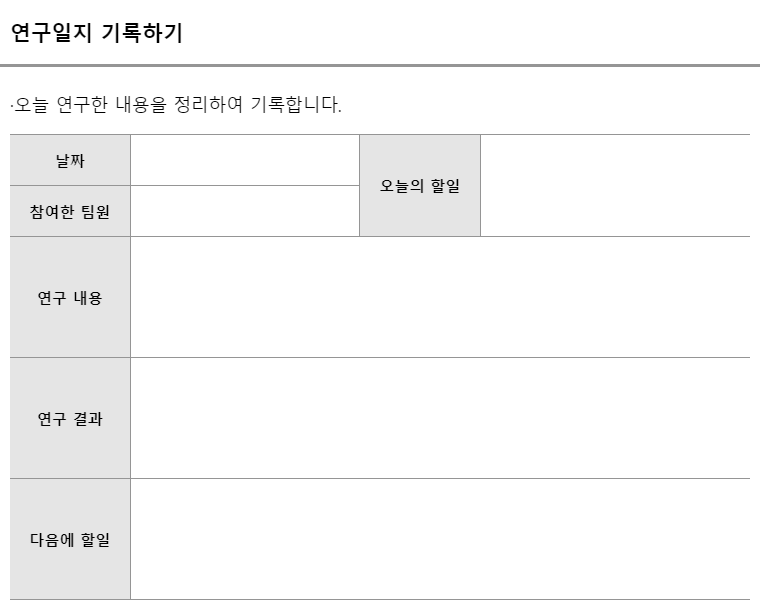 연구일지 기록하기
·오늘 연구한 내용을 정리하여 기록합니다.
날짜
오늘의 할일
참여한 팀원
연구 내용
연구 결과
다음에 할일